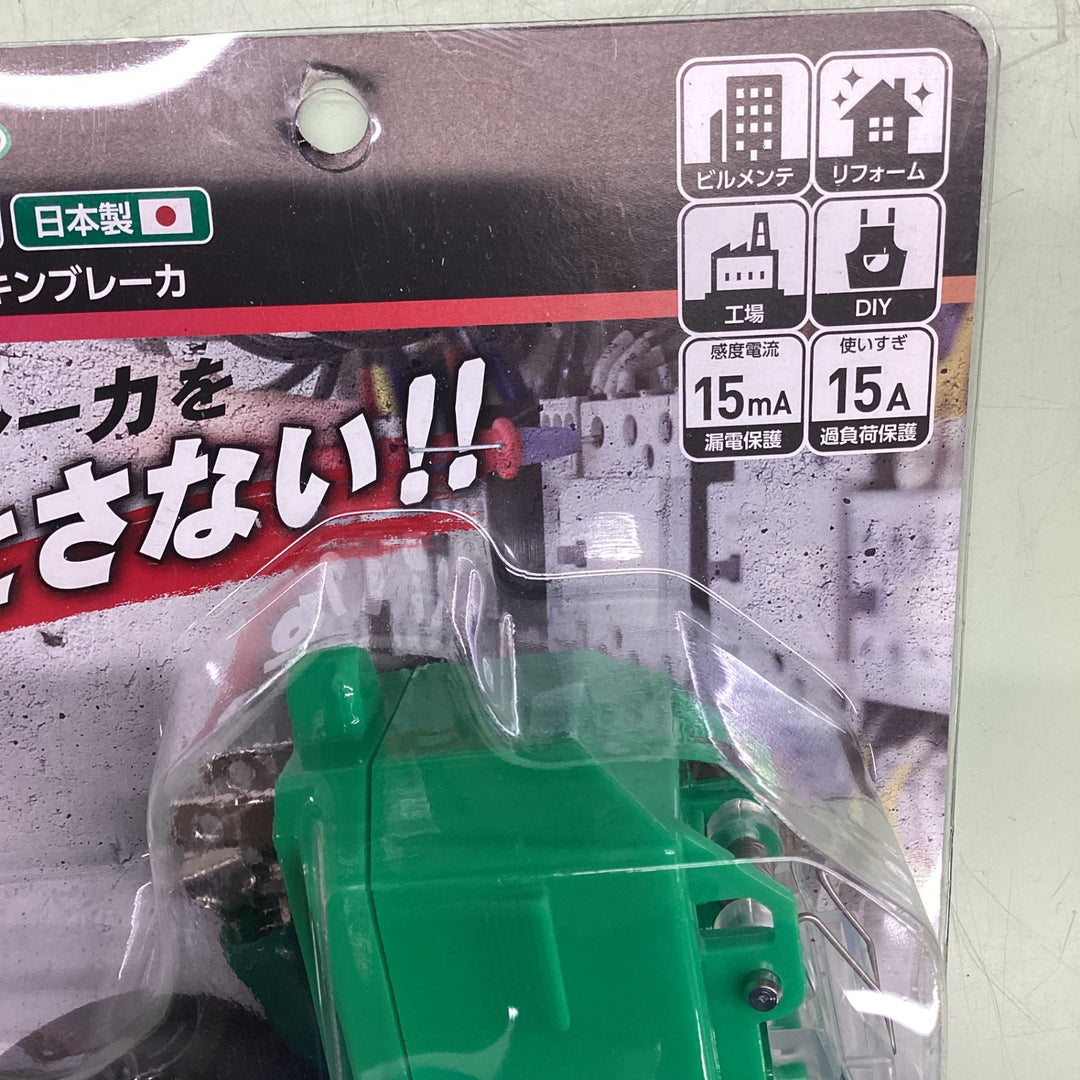 日本製
キンブレーカ
ーカを
さない!!
ビルメンテ
リフォーム
工場
DIY
感度電流
15mA
漏電保護
使いすぎ
15A
過負荷保護